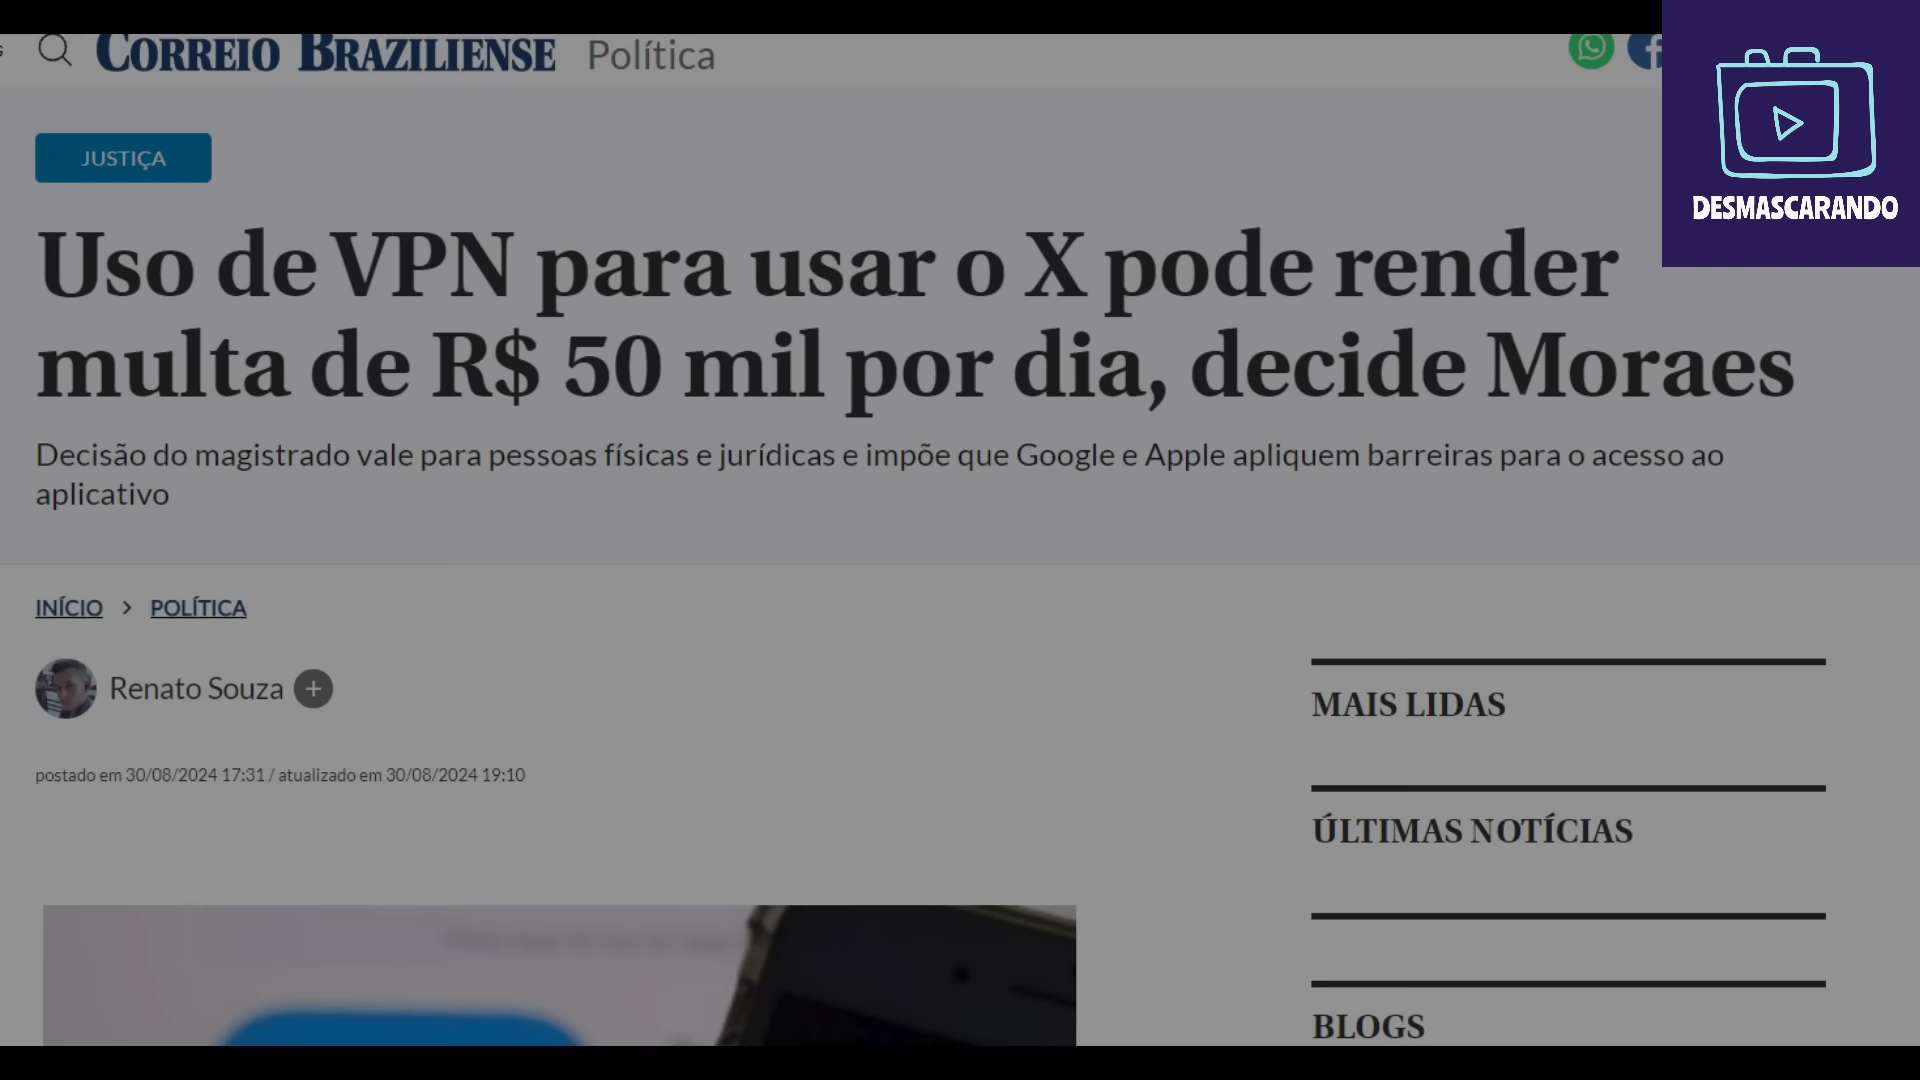 CORREIO BRAZILIENSE Política
DESMASCARANDO
JUSTIÇA
Uso de VPN para usar o X pode render
multa de R$ 50 mil por dia, decide Moraes
Decisão do magistrado vale para pessoas físicas e jurídicas e impõe que Google e Apple apliquem barreiras para o acesso ao
aplicativo
INÍCIO > POLÍTICA
Renato Souza +
postado em 30/08/2024 17:31 / atualizado em 30/08/2024 19:10
MAIS LIDAS
ÚLTIMAS NOTÍCIAS
BLOGS